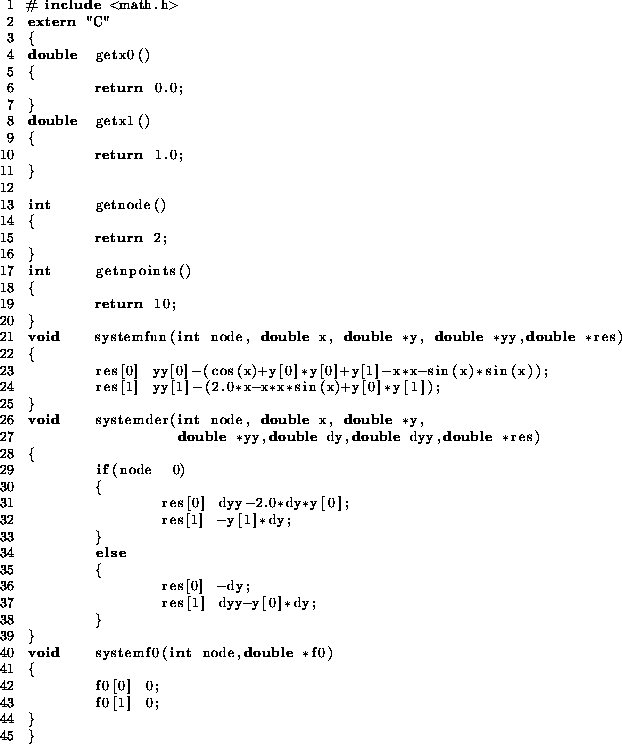 1 # include <math.h>
2 extern "C"
3 {
4 double getx0()
5 {
6 return 0.0;
7 }
8 double getx1()
9 {
10 return 1.0;
11 }
12
13 int getnode()
14 {
15 return 2;
16 }
17 int getnpoints()
18 {
19 return 10;
20 }
21 void systemfun(int node, double x, double *y, double *yy,double *res)
22 {
23 res[0] yy[0]-(cos(x)+y[0]*y[0]+y[1]-x*x-sin(x)*sin(x));
24 res[1] yy[1]-(2.0*x-x*x*sin(x)+y[0]*y[1]);
25 }
26 void systemder(int node, double x, double *y,
27 double *yy,double dy,double dyy,double *res)
28 {
29 if(node 0)
30 {
31 res[0] dyy-2.0*dy*y[0];
32 res[1] -y[1]*dy;
33 }
34 else
35 {
36 res[0] -dy;
37 res[1] dyy-y[0]*dy;
38 }
39 }
40 void systemf0(int node,double *f0)
41 {
42 f0[0] 0;
43 f0[1] 0;
44 }
45 }